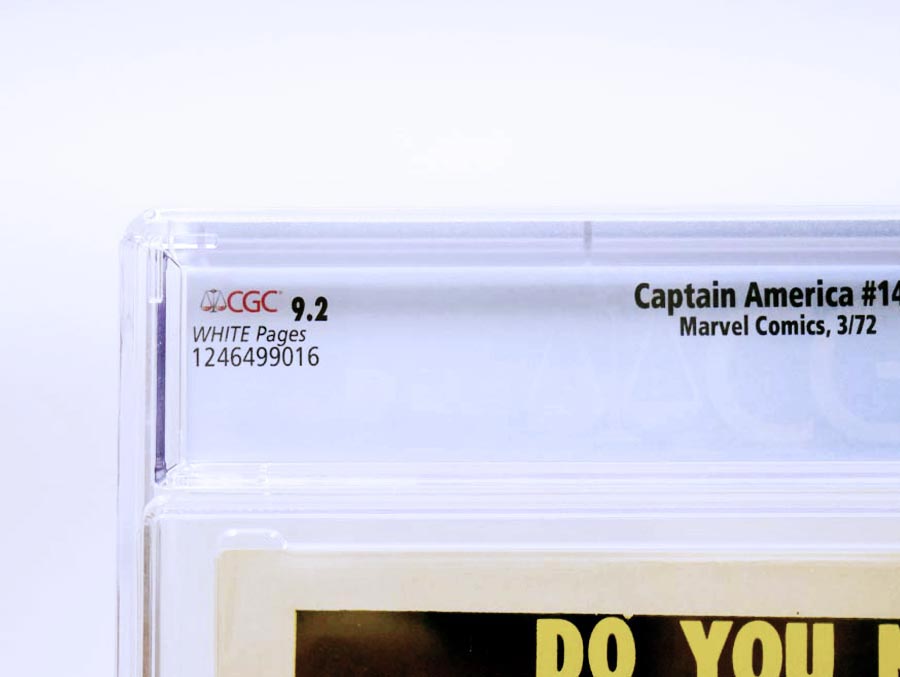 CGC 9.2
WHITE Pages
1246499016
Captain America #14
Marvel Comics, 3/72
DO YOU